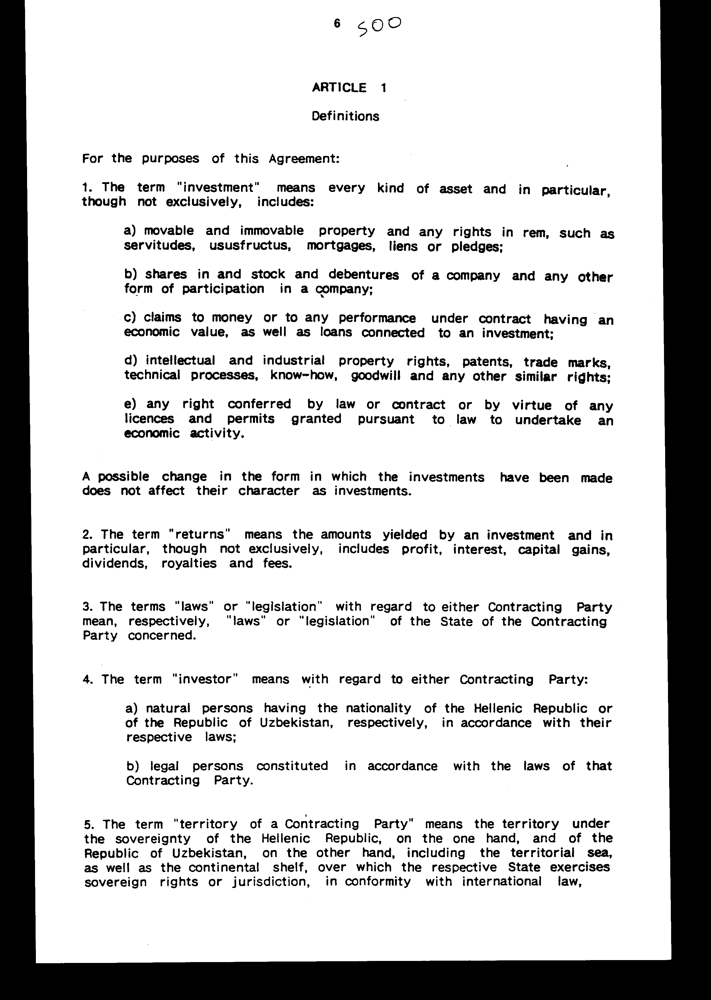 6 500
ARTICLE 1
Definitions
For the purposes of this Agreement:
1. The term "investment" means every kind of asset and in particular,
though not exclusively, includes:
a) movable and immovable property and any rights in rem, such as
servitudes, ususfructus, mortgages, liens or pledges;
b) shares in and stock and debentures of a company and any other
form of participation in a company;
c) claims to money or to any performance under contract having an
economic value, as well as loans connected to an investment;
d) intellectual and industrial property rights, patents, trade marks,
technical processes, know-how, goodwill and any other similar rights;
e) any right conferred by law or contract or by virtue of any
licences and permits granted pursuant to law to undertake an
economic activity.
A possible change in the form in which the investments have been made
does not affect their character as investments.
2. The term "returns" means the amounts yielded by an investment and in
particular, though not exclusively, includes profit, interest, capital gains,
dividends, royalties and fees.
3. The terms "laws" or "legislation" with regard to either Contracting Party
mean, respectively, "laws" or "legislation" of the State of the Contracting
Party concerned.
4. The term "investor" means with regard to either Contracting Party:
a) natural persons having the nationality of the Hellenic Republic or
of the Republic of Uzbekistan, respectively, in accordance with their
respective laws;
b) legal persons constituted in accordance with the laws of that
Contracting Party.
5. The term "territory of a Contracting Party" means the territory under
the sovereignty of the Hellenic Republic, on the one hand, and of the
Republic of Uzbekistan, on the other hand, including the territorial sea,
as well as the continental shelf, over which the respective State exercises
sovereign rights or jurisdiction, in conformity with international law,